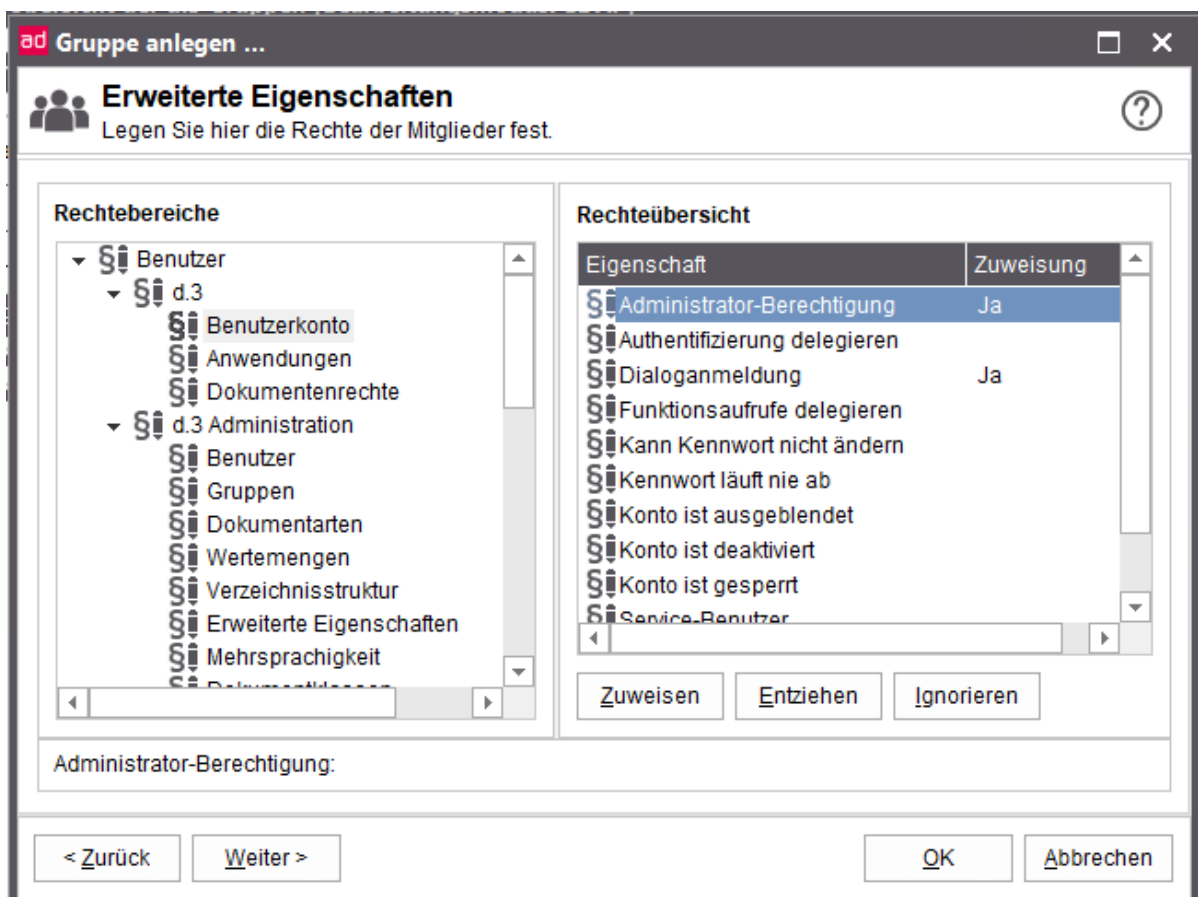 ad Gruppe anlegen ...
Erweiterte Eigenschaften
Legen Sie hier die Rechte der Mitglieder fest.
Rechtebereiche
Benutzer
d.3
Benutzerkonto
Anwendungen
Dokumentenrechte
d.3 Administration
Benutzer
Gruppen
Dokumentarten
Wertemengen
Verzeichnisstruktur
Erweiterte Eigenschaften
Mehrsprachigkeit
Dokumentklassen
Rechteübersicht
Eigenschaft Zuweisung
Administrator-Berechtigung Ja
Authentifizierung delegieren
Dialoganmeldung Ja
Funktionsaufrufe delegieren
Kann Kennwort nicht ändern
Kennwort läuft nie ab
Konto ist ausgeblendet
Konto ist deaktiviert
Konto ist gesperrt
Service-Benutzer
Zuweisen Entziehen Ignorieren
Administrator-Berechtigung:
< Zurück Weiter > OK Abbrechen